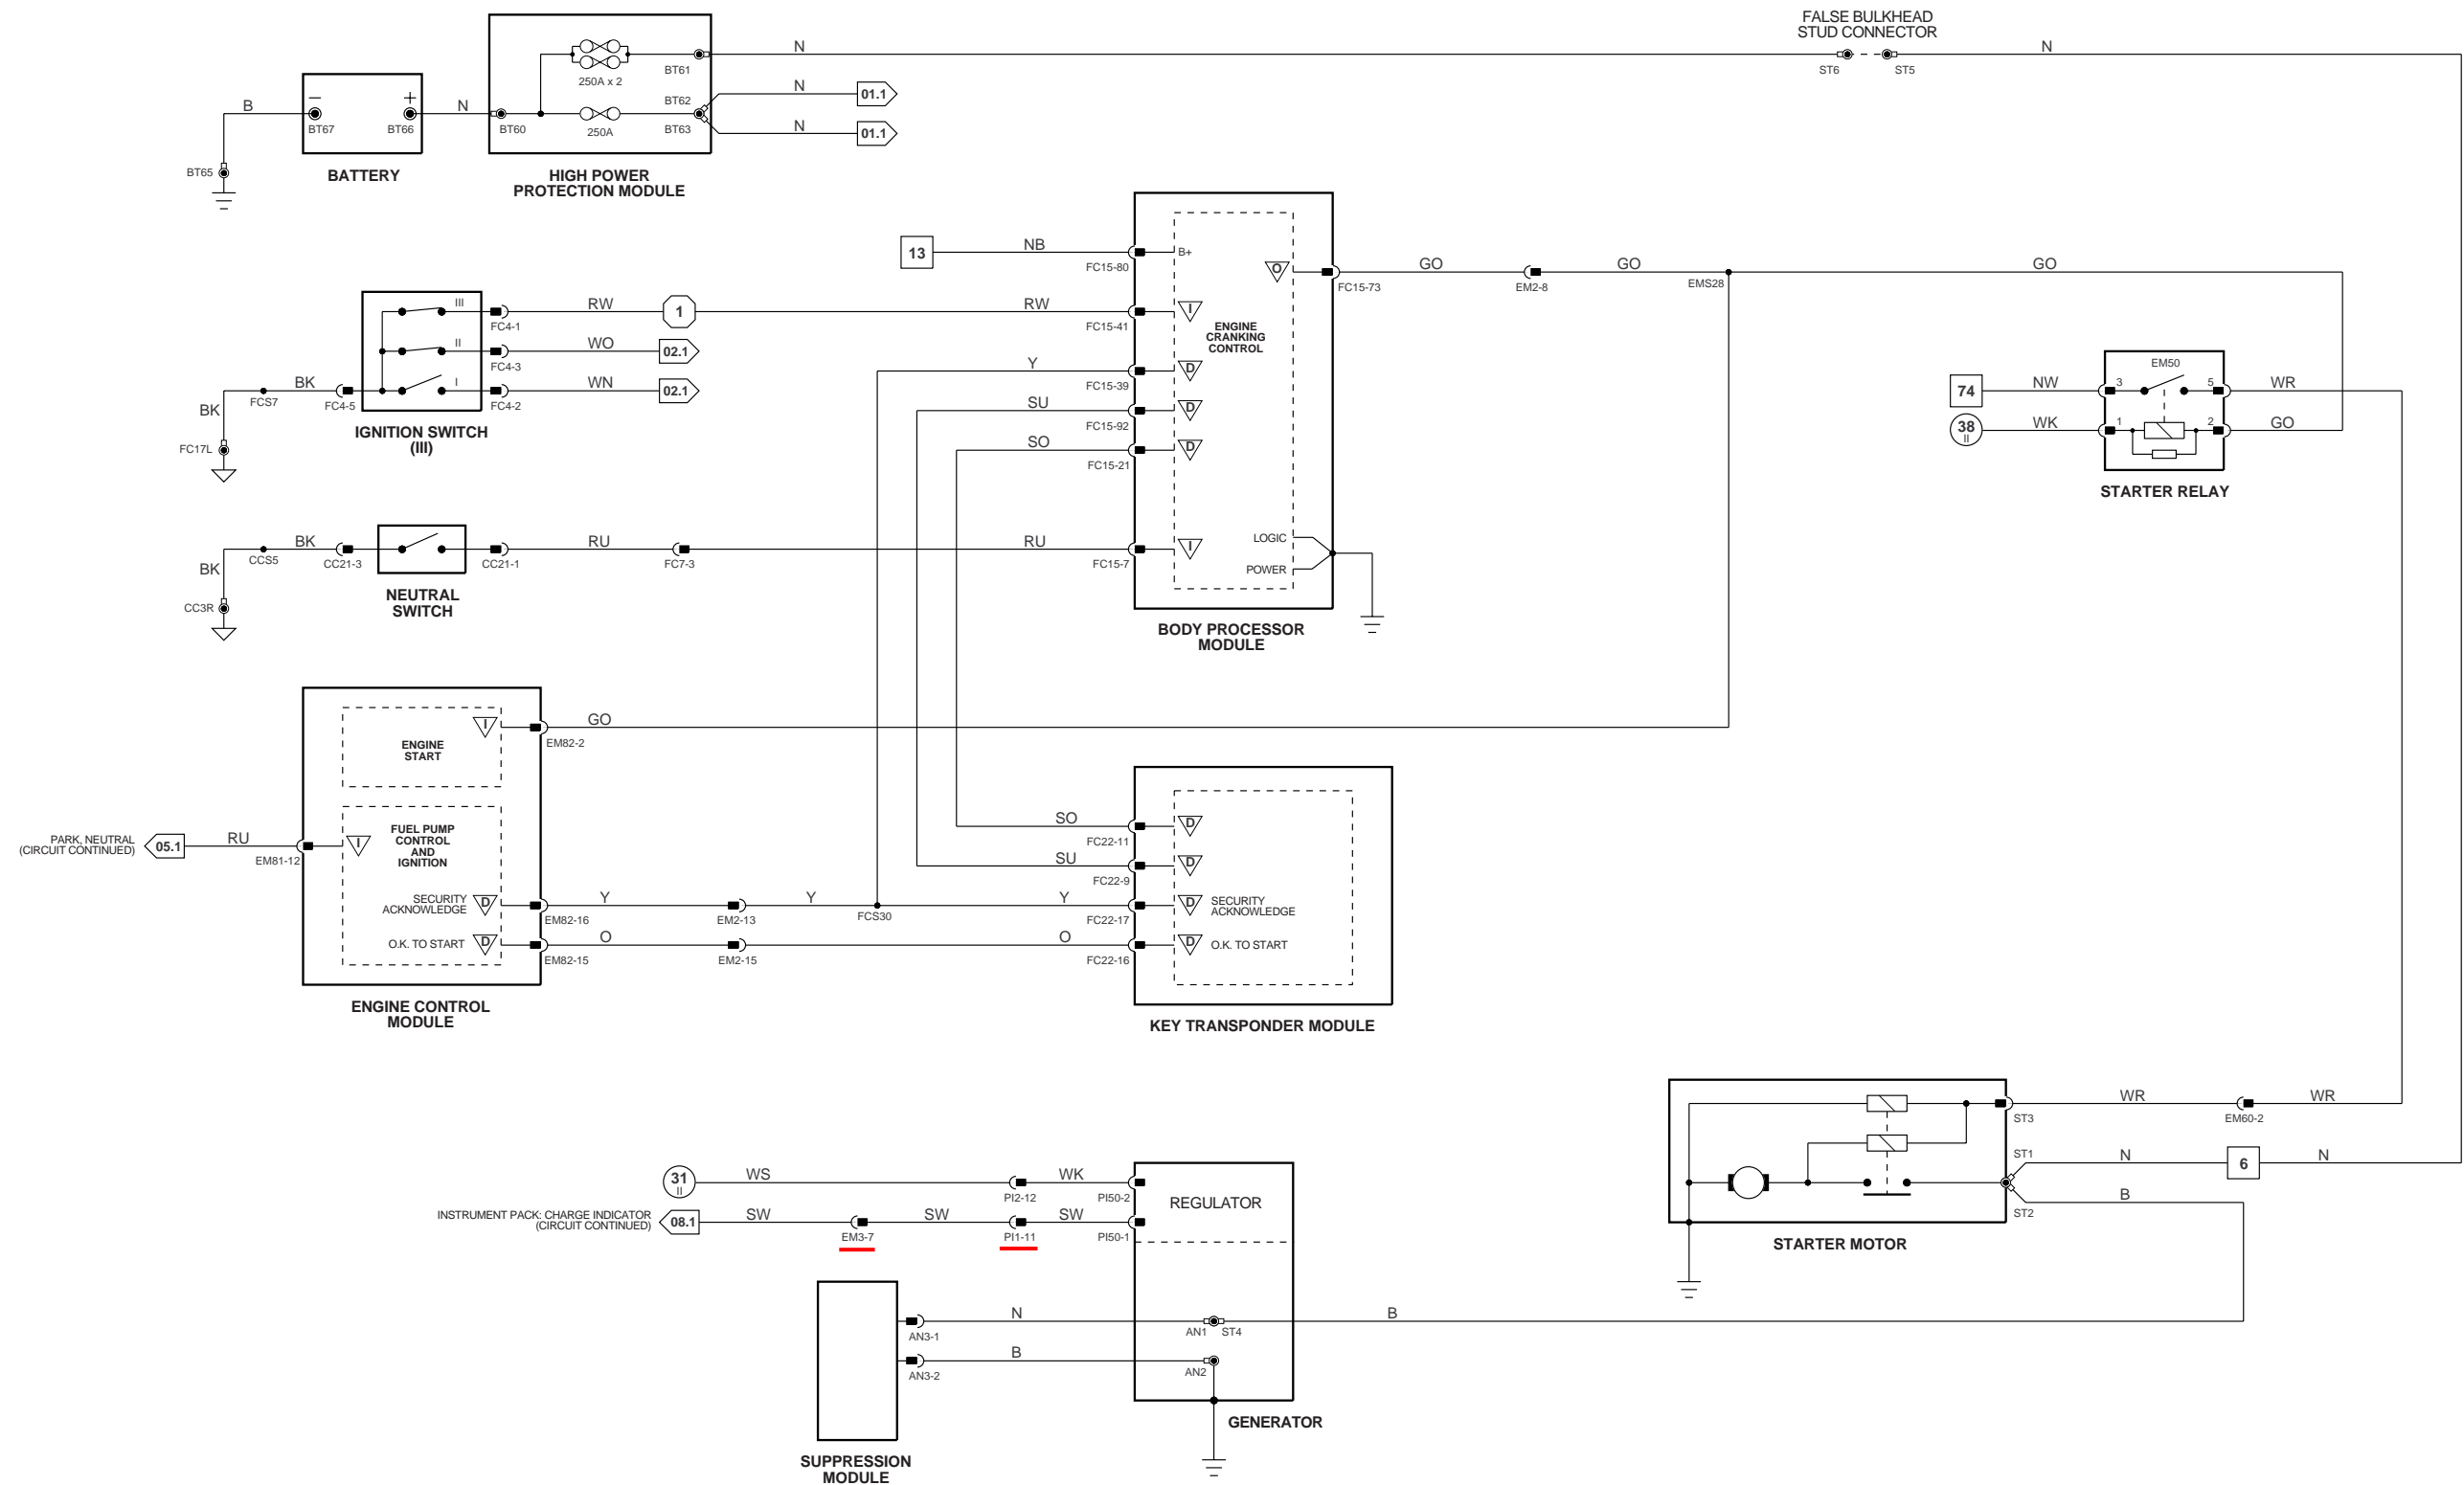 FALSE BULKHEAD
STUD CONNECTOR
N
N
ST6
ST5
BT61
250A x 2
BT62
N
01.1
B
−
+
N
BT67
BT66
BT60
250A
BT63
N
01.1
BT65
BATTERY
HIGH POWER
PROTECTION MODULE
13
NB
FC15-80
B+
O
FC15-73
GO
EM2-8
GO
EMS28
GO
III
FC4-1
RW
1
RW
FC15-41
I
ENGINE
CRANKING
CONTROL
II
FC4-3
WO
02.1
Y
FC15-39
D
BK
FCS7
BK
FC4-5
I
FC4-2
WN
02.1
SU
FC15-92
D
SO
FC15-21
D
FC17L
IGNITION SWITCH
(III)
EM50
74
NW
3
5
WR
38
II
WK
1
2
GO
STARTER RELAY
BK
CCS5
BK
CC21-3
CC21-1
RU
FC7-3
RU
FC15-7
I
LOGIC
POWER
CC3R
NEUTRAL
SWITCH
BODY PROCESSOR
MODULE
ENGINE
START
I
EM82-2
GO
PARK, NEUTRAL
(CIRCUIT CONTINUED)
05.1
RU
EM81-12
I
FUEL PUMP
CONTROL
AND
IGNITION
SO
FC22-11
D
SU
FC22-9
D
SECURITY
ACKNOWLEDGE
D
EM82-16
Y
EM2-13
Y
FCS30
Y
FC22-17
D
SECURITY
ACKNOWLEDGE
O.K. TO START
D
EM82-15
O
EM2-15
O
FC22-16
D
O.K. TO START
ENGINE CONTROL
MODULE
KEY TRANSPONDER MODULE
ST3
WR
EM60-2
WR
ST1
N
6
N
ST2
B
STARTER MOTOR
31
II
WS
PI2-12
WK
PI50-2
REGULATOR
INSTRUMENT PACK: CHARGE INDICATOR
(CIRCUIT CONTINUED)
08.1
SW
EM3-7
SW
PI1-11
SW
PI50-1
AN3-1
N
AN1
ST4
B
AN3-2
B
AN2
GENERATOR
SUPPRESSION
MODULE